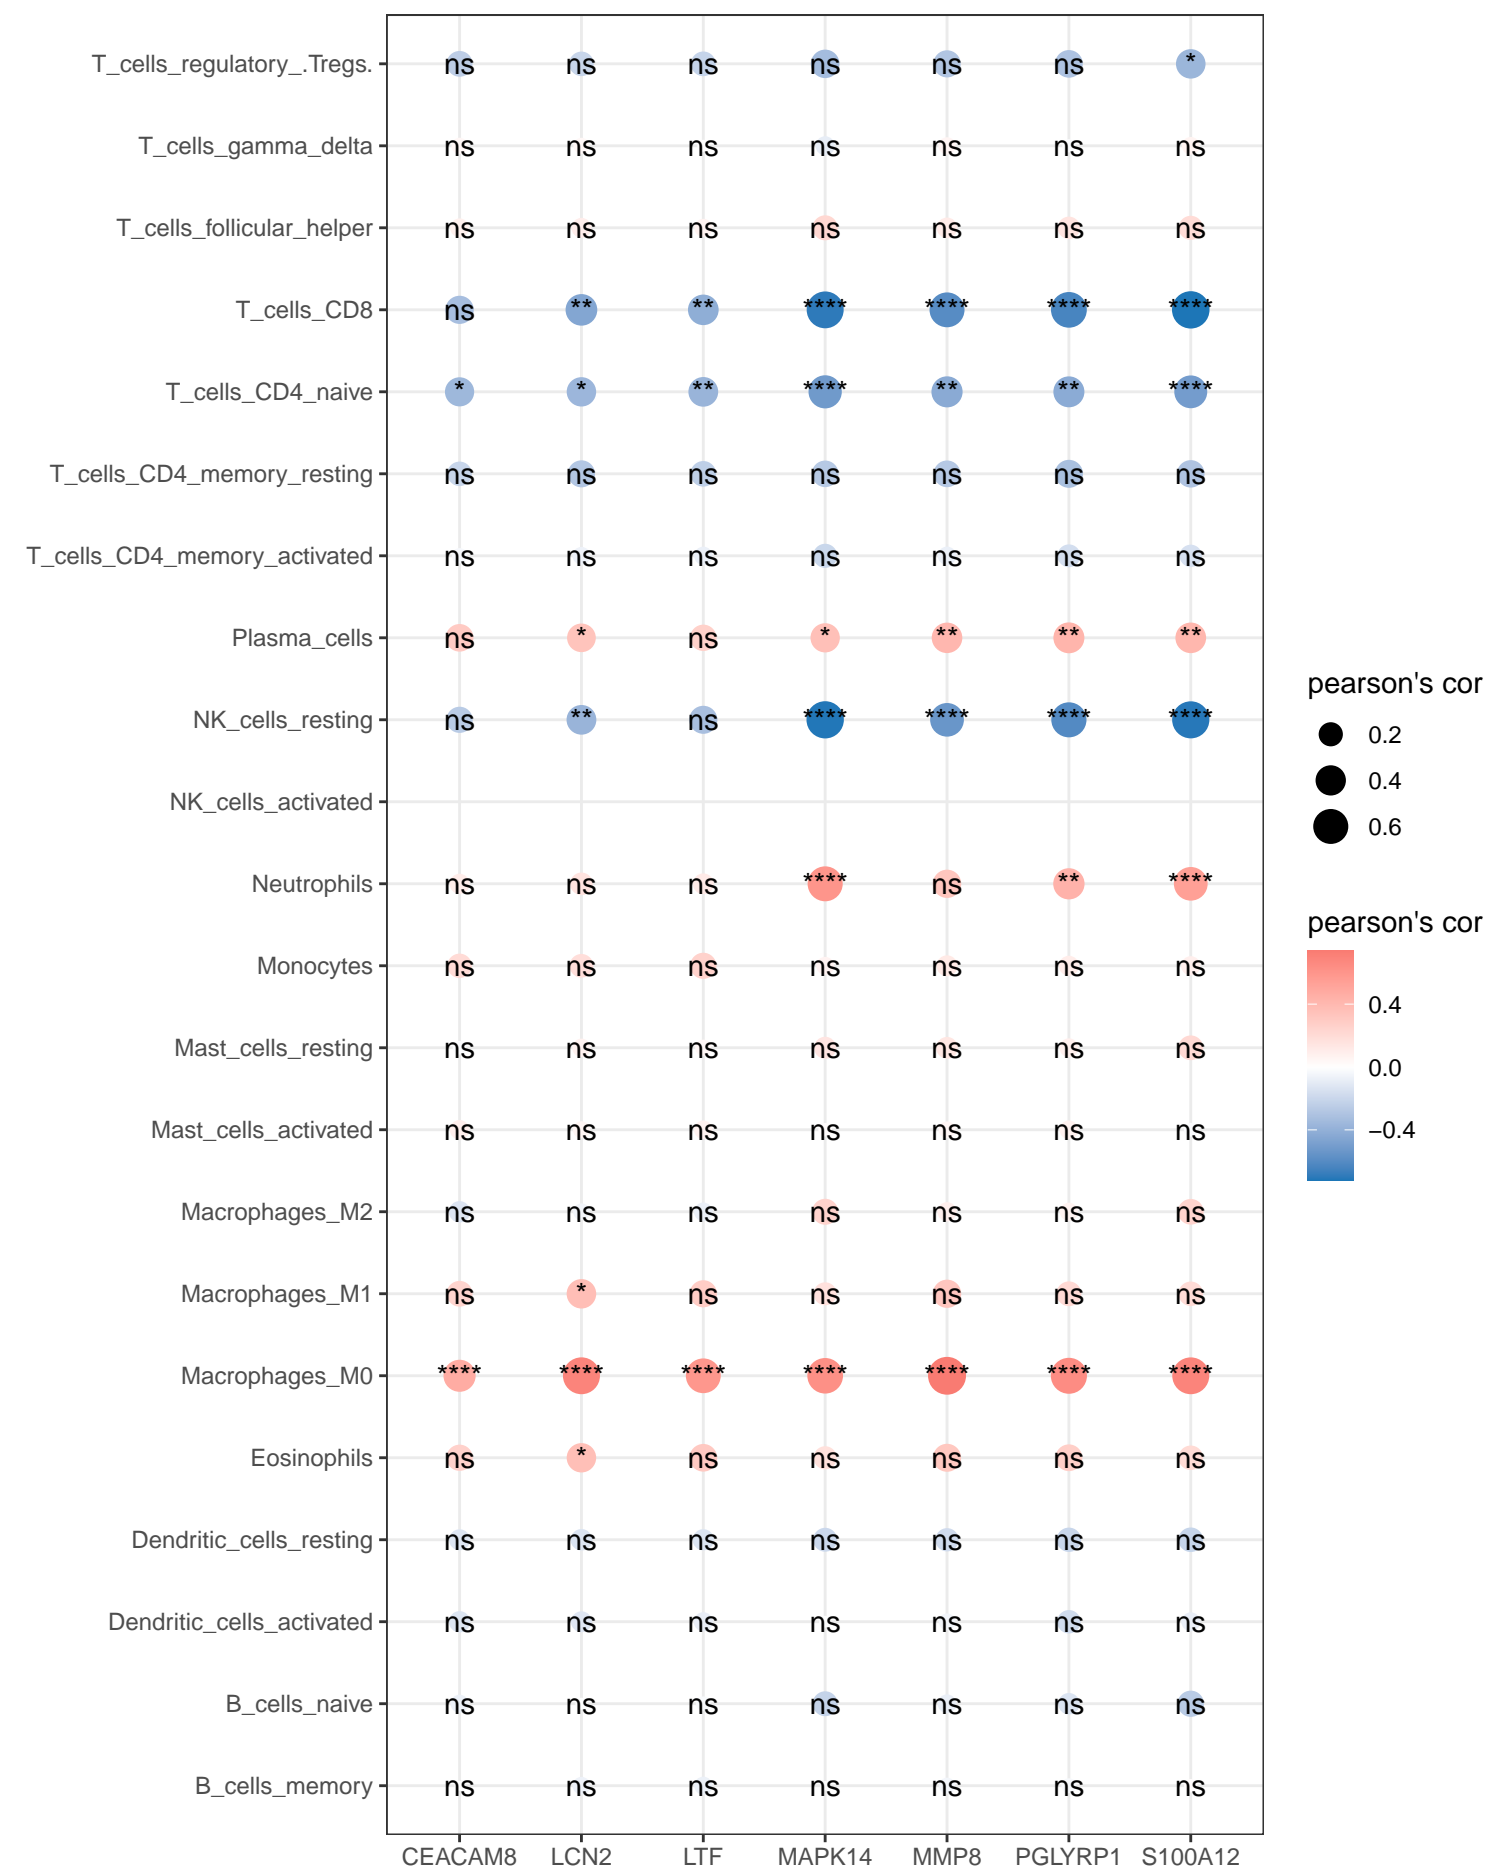 T_cells_regulatory_.Tregs. ns ns ns ns ns ns *
T_cells_gamma_delta ns ns ns ns ns ns ns
T_cells_follicular_helper ns ns ns ns ns ns ns
T_cells_CD8 ns ** ** **** **** **** ****
T_cells_CD4_naive * * ** **** ** ** ****
T_cells_CD4_memory_resting ns ns ns ns ns ns ns
T_cells_CD4_memory_activated ns ns ns ns ns ns ns
Plasma_cells ns * ns * ** ** **
NK_cells_resting ns ** ns **** **** **** ****
NK_cells_activated
Neutrophils ns ns ns **** ns ** ****
Monocytes ns ns ns ns ns ns ns
Mast_cells_resting ns ns ns ns ns ns ns
Mast_cells_activated ns ns ns ns ns ns ns
Macrophages_M2 ns ns ns ns ns ns ns
Macrophages_M1 ns * ns ns ns ns ns
Macrophages_M0 **** **** **** **** **** **** ****
Eosinophils ns * ns ns ns ns ns
Dendritic_cells_resting ns ns ns ns ns ns ns
Dendritic_cells_activated ns ns ns ns ns ns ns
B_cells_naive ns ns ns ns ns ns ns
B_cells_memory ns ns ns ns ns ns ns
CEACAM8 LCN2 LTF MAPK14 MMP8 PGLYRP1 S100A12
pearson's cor
0.2
0.4
0.6
pearson's cor
0.4
0.0
−0.4